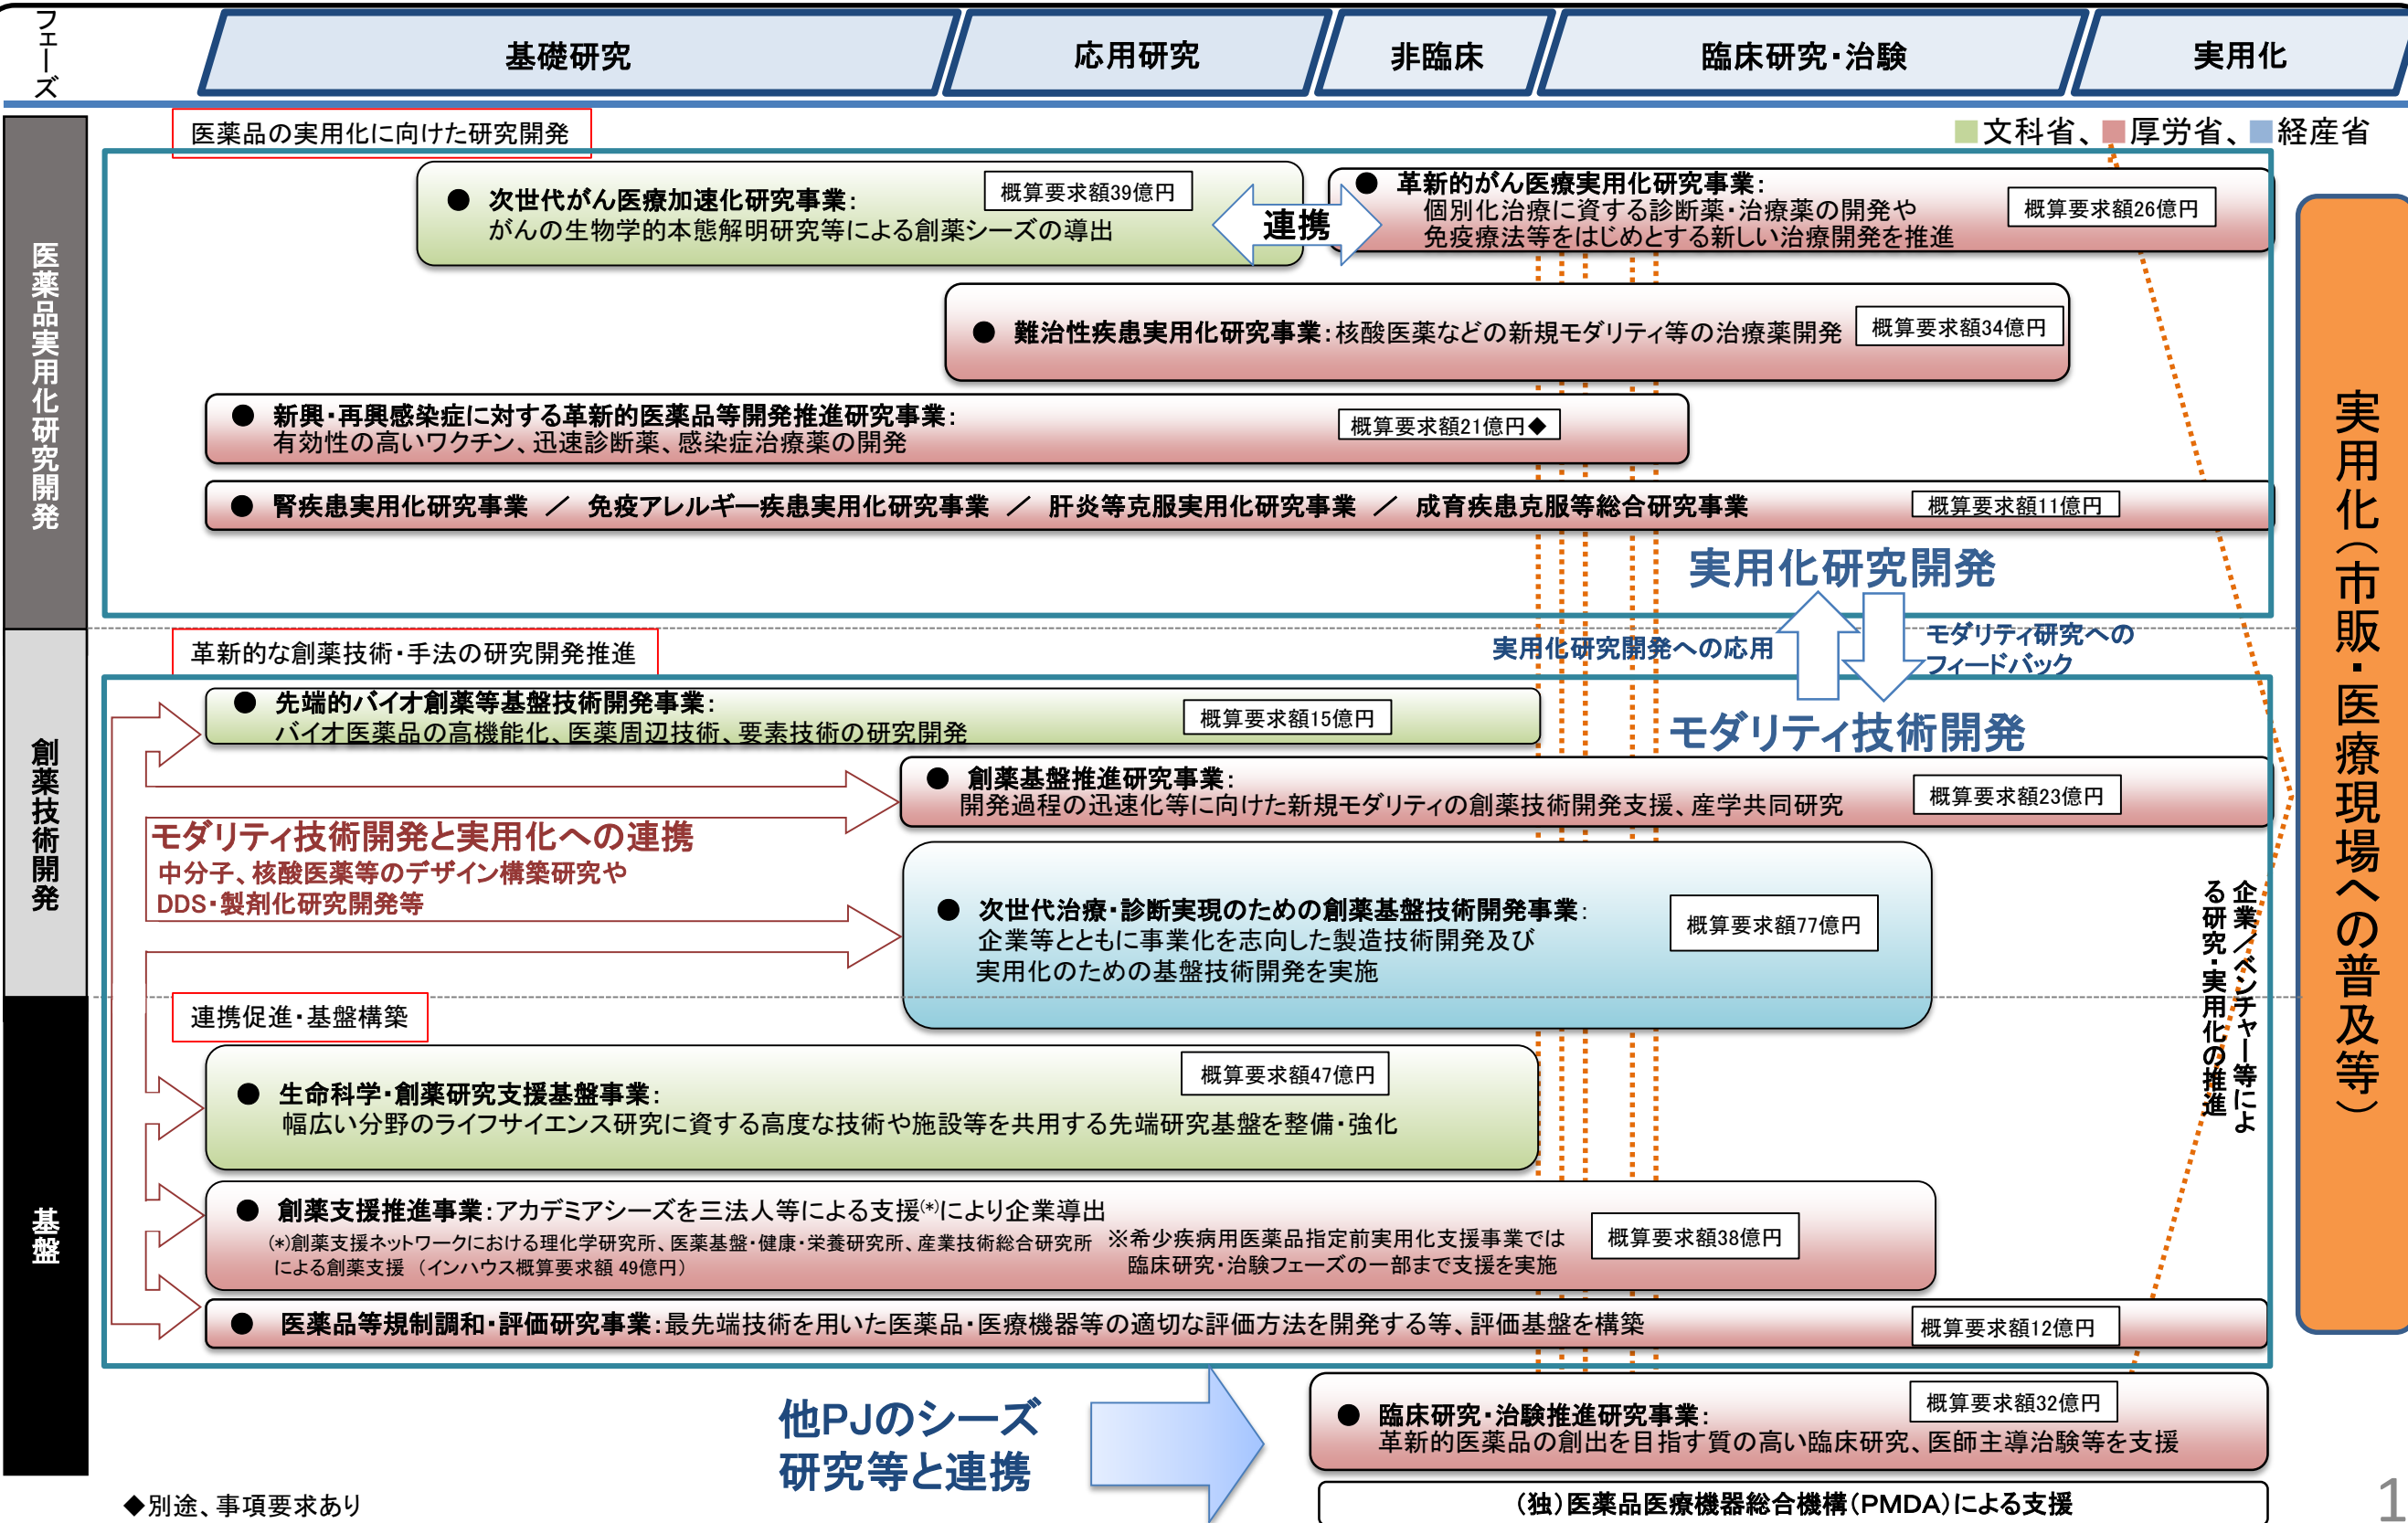 フェーズ
基礎研究
応用研究
非臨床
臨床研究・治験
実用化
医薬品の実用化に向けた研究開発
■文科省、■厚労省、■経産省
医薬品実用化研究開発
● 次世代がん医療加速化研究事業：
がんの生物学的本態解明研究等による創薬シーズの導出
概算要求額39億円
連携
● 革新的がん医療実用化研究事業：
個別化治療に資する診断薬・治療薬の開発や
免疫療法等をはじめとする新しい治療開発を推進
概算要求額26億円
● 難治性疾患実用化研究事業：核酸医薬などの新規モダリティ等の治療薬開発
概算要求額34億円
● 新興・再興感染症に対する革新的医薬品等開発推進研究事業：
有効性の高いワクチン、迅速診断薬、感染症治療薬の開発
概算要求額21億円◆
● 腎疾患実用化研究事業 ／ 免疫アレルギー疾患実用化研究事業 ／ 肝炎等克服実用化研究事業 ／ 成育疾患克服等総合研究事業
概算要求額11億円
実用化研究開発
実用化研究開発への応用
モダリティ研究への
フィードバック
モダリティ技術開発
革新的な創薬技術・手法の研究開発推進
創薬技術開発
● 先端的バイオ創薬等基盤技術開発事業：
バイオ医薬品の高機能化、医薬周辺技術、要素技術の研究開発
概算要求額15億円
● 創薬基盤推進研究事業：
開発過程の迅速化等に向けた新規モダリティの創薬技術開発支援、産学共同研究
概算要求額23億円
モダリティ技術開発と実用化への連携
中分子、核酸医薬等のデザイン構築研究や
DDS・製剤化研究開発等
● 次世代治療・診断実現のための創薬基盤技術開発事業：
企業等とともに事業化を志向した製造技術開発及び
実用化のための基盤技術開発を実施
概算要求額77億円
企業／ベンチャー等によ
る研究・実用化の推進
実用化（市販・医療現場への普及等）
連携促進・基盤構築
基盤
● 生命科学・創薬研究支援基盤事業：
幅広い分野のライフサイエンス研究に資する高度な技術や施設等を共用する先端研究基盤を整備・強化
概算要求額47億円
● 創薬支援推進事業：アカデミアシーズを三法人等による支援(*)により企業導出
(*)創薬支援ネットワークにおける理化学研究所、医薬基盤・健康・栄養研究所、産業技術総合研究所
による創薬支援 （インハウス概算要求額 49億円）
※希少疾病用医薬品指定前実用化支援事業では
臨床研究・治験フェーズの一部まで支援を実施
概算要求額38億円
● 医薬品等規制調和・評価研究事業：最先端技術を用いた医薬品・医療機器等の適切な評価方法を開発する等、評価基盤を構築
概算要求額12億円
他PJのシーズ
研究等と連携
● 臨床研究・治験推進研究事業：
革新的医薬品の創出を目指す質の高い臨床研究、医師主導治験等を支援
概算要求額32億円
（独）医薬品医療機器総合機構（PMDA）による支援
◆別途、事項要求あり
1